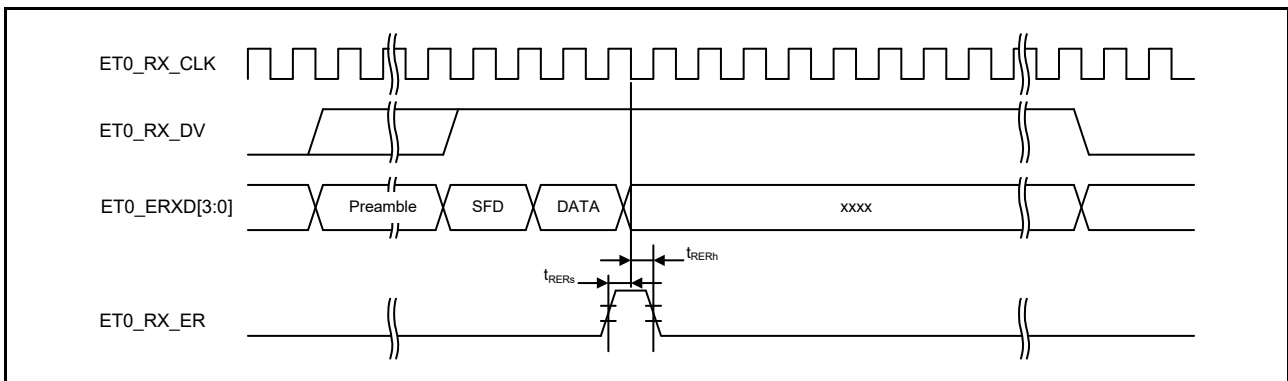 ET0_RX_CLK
ET0_RX_DV
ET0_ERXD[3:0]
Preamble
SFD
DATA
xxxx
tRERh
tRERs
ET0_RX_ER